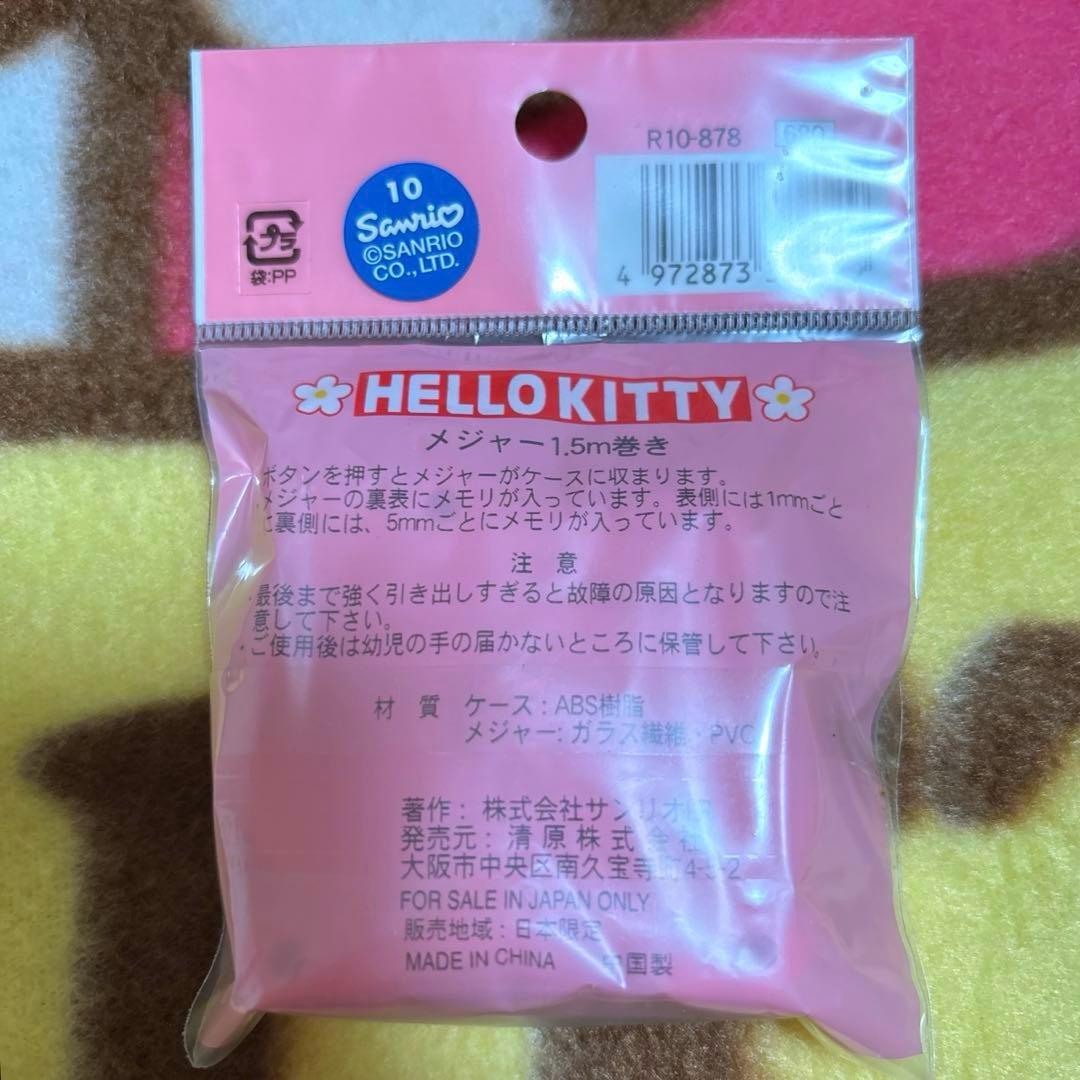 R10-878
10
Sanrio
©SANRIO
CO., LTD.
プラ
袋:PP
4 972873
HELLO KITTY
メジャー1.5m巻き
ボタンを押すとメジャーがケースに収まります。
メジャーの裏表にメモリが入っています。表側には1mmごと
に裏側には、5mmごとにメモリが入っています。
注 意
・最後まで強く引き出しすぎると故障の原因となりますので注
意して下さい。
・ご使用後は幼児の手の届かないところに保管して下さい。
材 質 ケース:ABS樹脂
メジャー:ガラス繊維・PVC
著作: 株式会社サンリオ
発売元: 清原株式会社
大阪市中央区南久宝寺町4-5-2
FOR SALE IN JAPAN ONLY
販売地域:日本限定
MADE IN CHINA 中国製